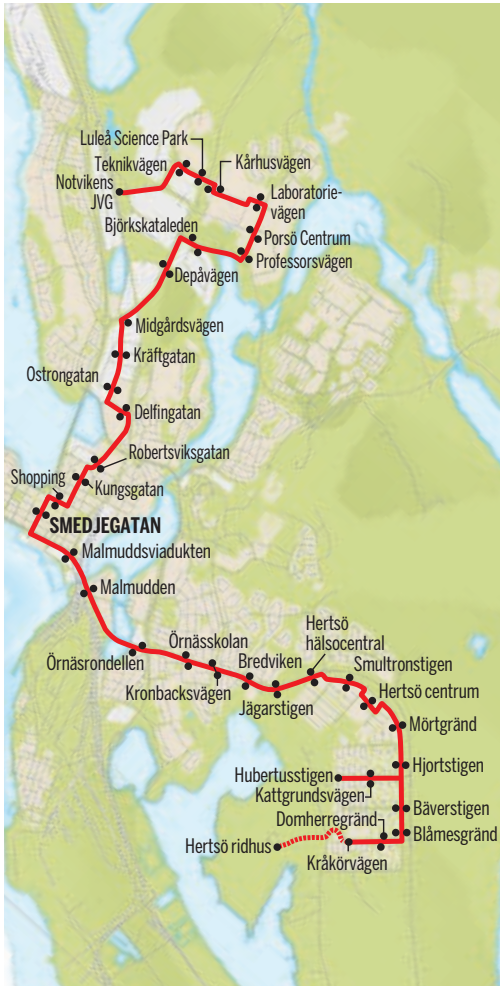 Luleå Science Park
Teknikvägen
Kårhusvägen
Notvikens
JVG
Laboratorie-
vägen
Björkskataleden
Porsö Centrum
Professorsvägen
Depåvägen
Midgårdsvägen
Kräftgatan
Ostrongatan
Delfingatan
Robertsviksgatan
Shopping
Kungsgatan
SMEDJEGATAN
Malmuddsviadukten
Malmudden
Hertsö
hälsocentral
Örnässkolan
Bredviken
Smultronstigen
Örnäsrondellen
Kronbacksvägen
Hertsö centrum
Jägarstigen
Mörtgränd
Hjortstigen
Hubertusstigen
Kattgrundsvägen
Bäverstigen
Domherregränd
Blåmesgränd
Hertsö ridhus
Kråkörvägen